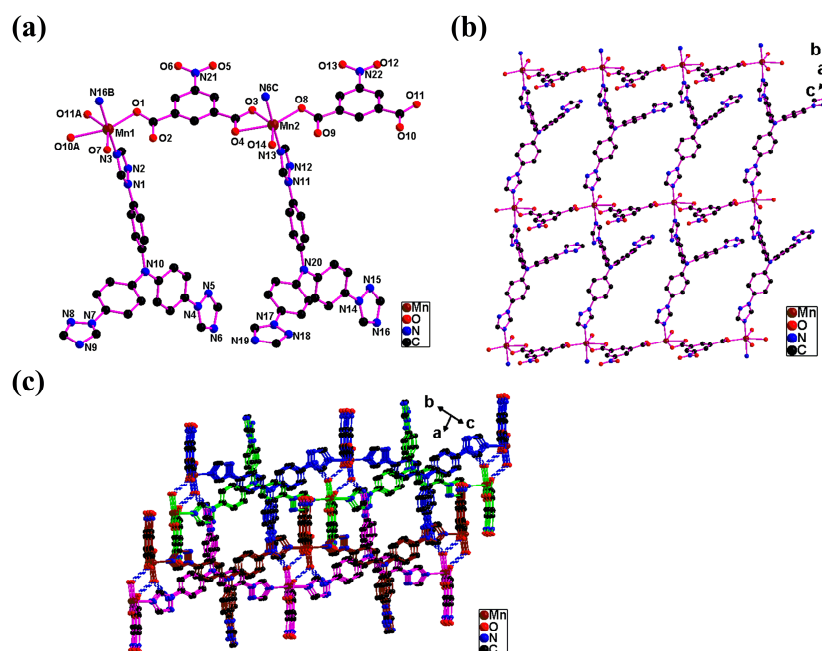 (a)
O6 O5
N21
N16B
O1
O11A
Mn1
O2
O10A
O7
N3
N2
N1
N10
N5
N8
N7
N4
N9
N6
O13 O12
N22
N6C
O3
O8
O11
Mn2
O4
O9
O10
O14
N13
N12
N11
N20
N15
N17
N14
N18
N19
N16
Mn
O
N
C
(b)
b
a
c
Mn
O
N
C
(c)
b
c
a
Mn
O
N
C